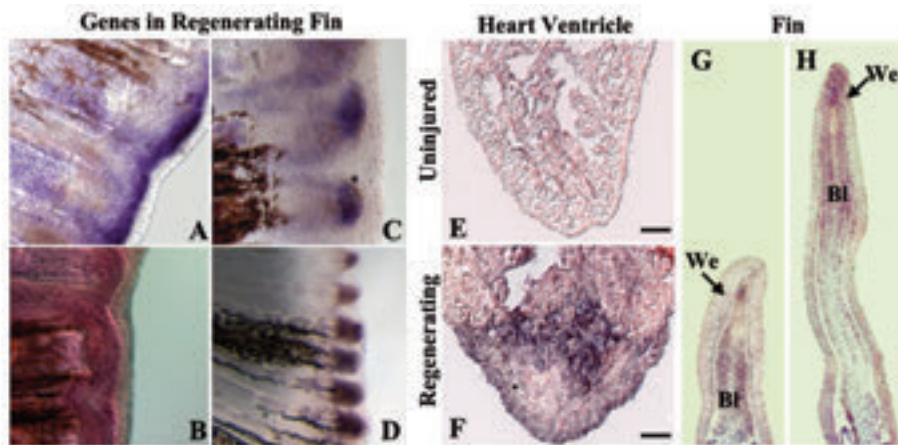 Genes in Regenerating Fin
Heart Ventricle
Fin
A
C
B
D
Uninjured
E
Regenerating
F
G
We
Bl
H
We
Bl